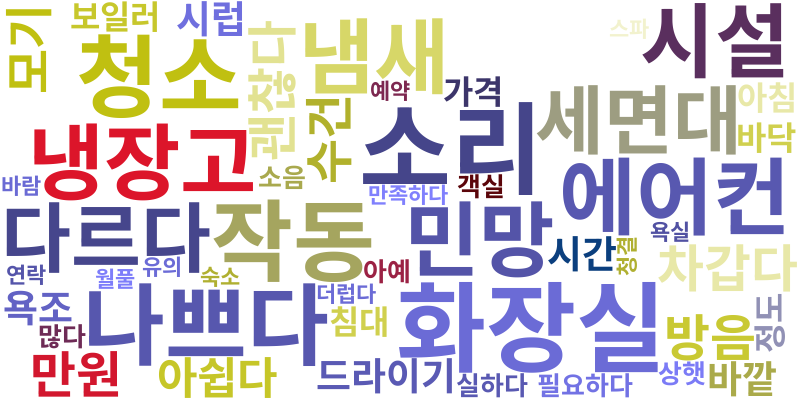 모기
보일러
시럽
냄새
스파
시설
청소
괜찮다
수건
예약
가격
세면대
아침
바닥
냉장고
소음
소리
에어컨
바람
만족하다
객실
다르다
작동
민망
시간
청결
욕실
차갑다
연락
월풀
유의
숙소
아예
욕조
나쁘다
더럽다
침대
화장실
방음
정도
많다
만원
아쉽다
드라이기
실하다
필요하다
상햇
바깥